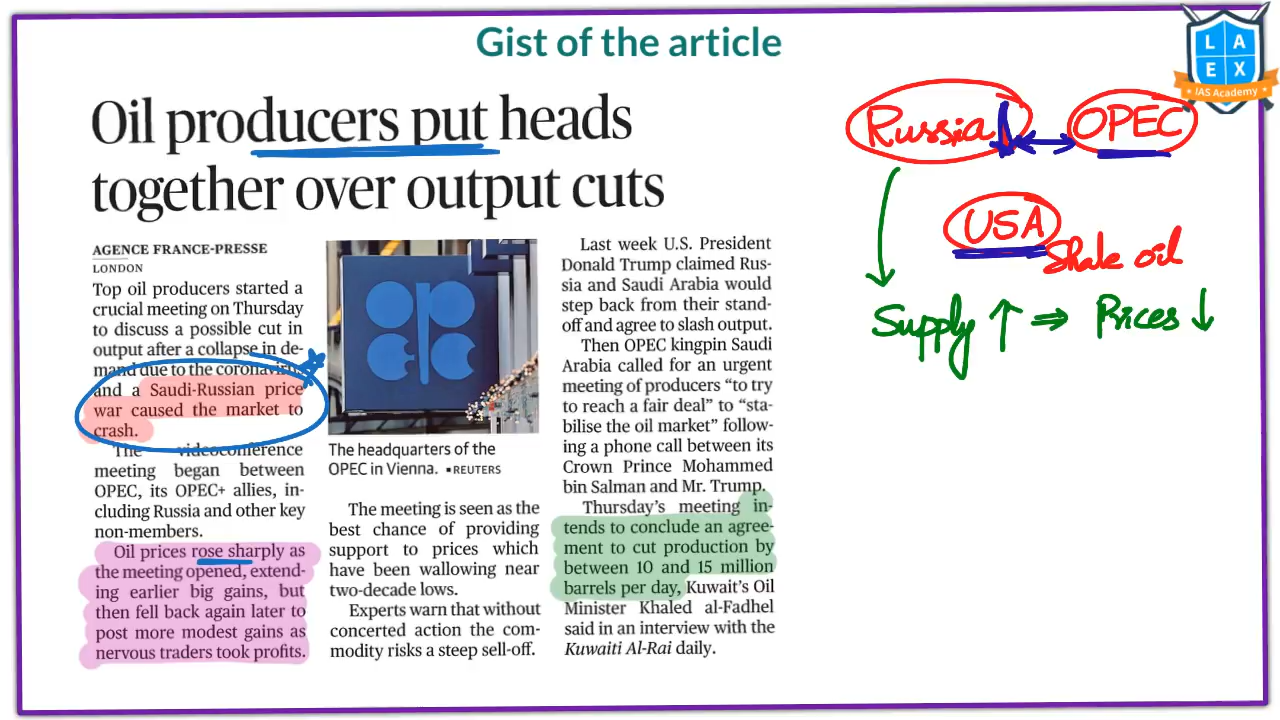 Gist of the article
L A
E X
IAS Academy
Oil producers put heads
together over output cuts
AGENCE FRANCE-PRESSE
LONDON
Top oil producers started a
crucial meeting on Thursday
to discuss a possible cut in
output after a collapse in de-
mand due to the coronavirus
and a Saudi-Russian price
war caused the market to
crash.
The videoconference
meeting began between
OPEC, its OPEC+ allies, in-
cluding Russia and other key
non-members.
Oil prices rose sharply as
the meeting opened, extend-
ing earlier big gains, but
then fell back again later to
post more modest gains as
nervous traders took profits.
opec
The headquarters of the
OPEC in Vienna. ▪REUTERS
The meeting is seen as the
best chance of providing
support to prices which
have been wallowing near
two-decade lows.
Experts warn that without
concerted action the com-
modity risks a steep sell-off.
Last week U.S. President
Donald Trump claimed Rus-
sia and Saudi Arabia would
step back from their stand-
off and agree to slash output.
Then OPEC kingpin Saudi
Arabia called for an urgent
meeting of producers “to try
to reach a fair deal” to “sta-
bilise the oil market” follow-
ing a phone call between its
Crown Prince Mohammed
bin Salman and Mr. Trump.
Thursday’s meeting in-
tends to conclude an agree-
ment to cut production by
between 10 and 15 million
barrels per day, Kuwait’s Oil
Minister Khaled al-Fadhel
said in an interview with the
Kuwaiti Al-Rai daily.
Russia ↓ ↔ OPEC
USA
Shale oil
Supply ↑ ⇒ Prices ↓